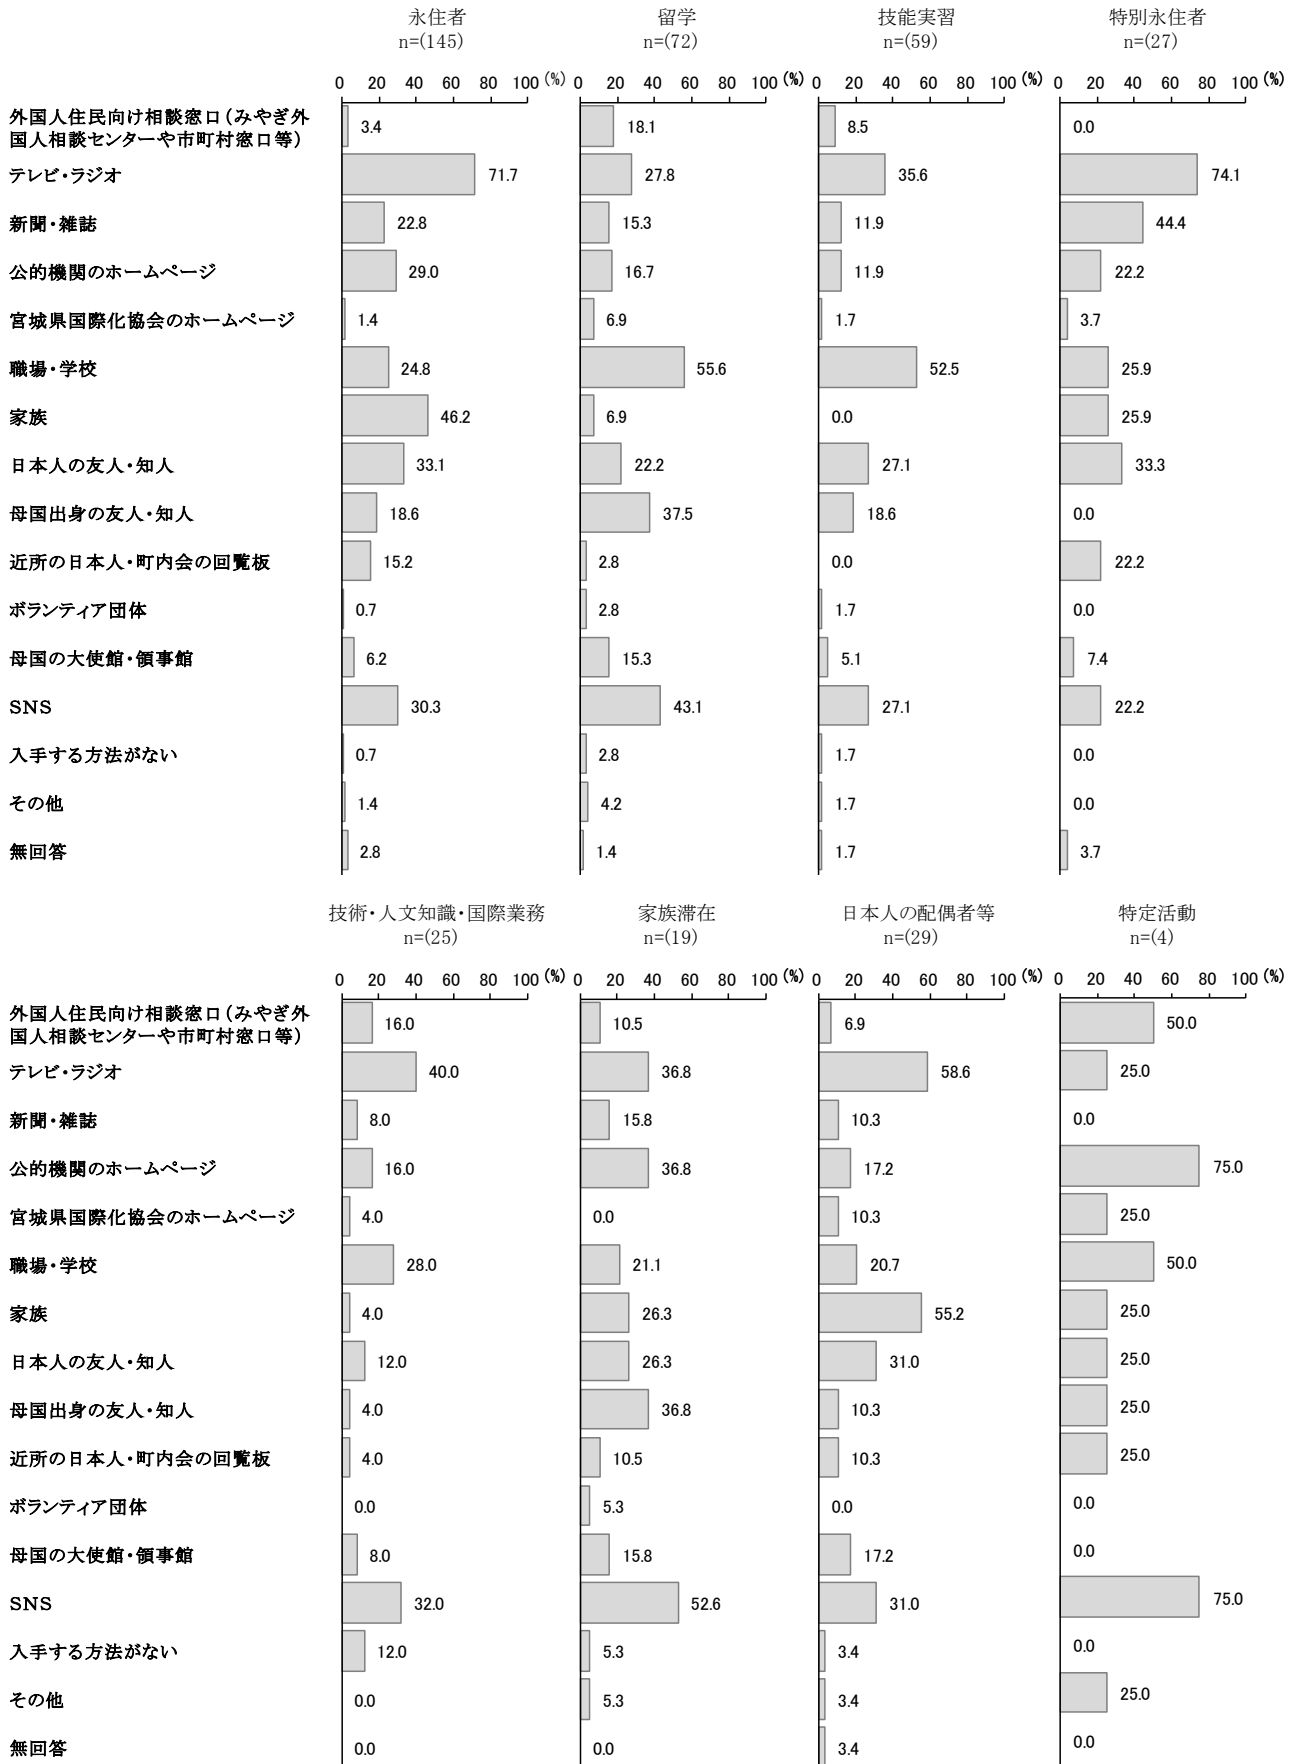 永住者 留学 技能実習 特別永住者
n=(145) n=(72) n=(59) n=(27)
0 20 40 60 80 100 (%) 0 20 40 60 80 100 (%) 0 20 40 60 80 100 (%) 0 20 40 60 80 100 (%)
外国人住民向け相談窓口(みやぎ外
国人相談センターや市町村窓口等) 3.4 18.1 8.5 0.0
テレビ・ラジオ 71.7 27.8 35.6 74.1
新聞・雑誌 22.8 15.3 11.9 44.4
公的機関のホームページ 29.0 16.7 11.9 22.2
宮城県国際化協会のホームページ 1.4 6.9 1.7 3.7
職場・学校 24.8 55.6 52.5 25.9
家族 46.2 6.9 0.0 25.9
日本人の友人・知人 33.1 22.2 27.1 33.3
母国出身の友人・知人 18.6 37.5 18.6 0.0
近所の日本人・町内会の回覧板 15.2 2.8 0.0 22.2
ボランティア団体 0.7 2.8 1.7 0.0
母国の大使館・領事館 6.2 15.3 5.1 7.4
SNS 30.3 43.1 27.1 22.2
入手する方法がない 0.7 2.8 1.7 0.0
その他 1.4 4.2 1.7 0.0
無回答 2.8 1.4 1.7 3.7
技術・人文知識・国際業務 家族滞在 日本人の配偶者等 特定活動
n=(25) n=(19) n=(29) n=(4)
0 20 40 60 80 100 (%) 0 20 40 60 80 100 (%) 0 20 40 60 80 100 (%) 0 20 40 60 80 100 (%)
外国人住民向け相談窓口(みやぎ外
国人相談センターや市町村窓口等) 16.0 10.5 6.9 50.0
テレビ・ラジオ 40.0 36.8 58.6 25.0
新聞・雑誌 8.0 15.8 10.3 0.0
公的機関のホームページ 16.0 36.8 17.2 75.0
宮城県国際化協会のホームページ 4.0 0.0 10.3 25.0
職場・学校 28.0 21.1 20.7 50.0
家族 4.0 26.3 55.2 25.0
日本人の友人・知人 12.0 26.3 31.0 25.0
母国出身の友人・知人 4.0 36.8 10.3 25.0
近所の日本人・町内会の回覧板 4.0 10.5 10.3 25.0
ボランティア団体 0.0 5.3 0.0 0.0
母国の大使館・領事館 8.0 15.8 17.2 0.0
SNS 32.0 52.6 31.0 75.0
入手する方法がない 12.0 5.3 3.4 0.0
その他 0.0 5.3 3.4 25.0
無回答 0.0 0.0 3.4 0.0